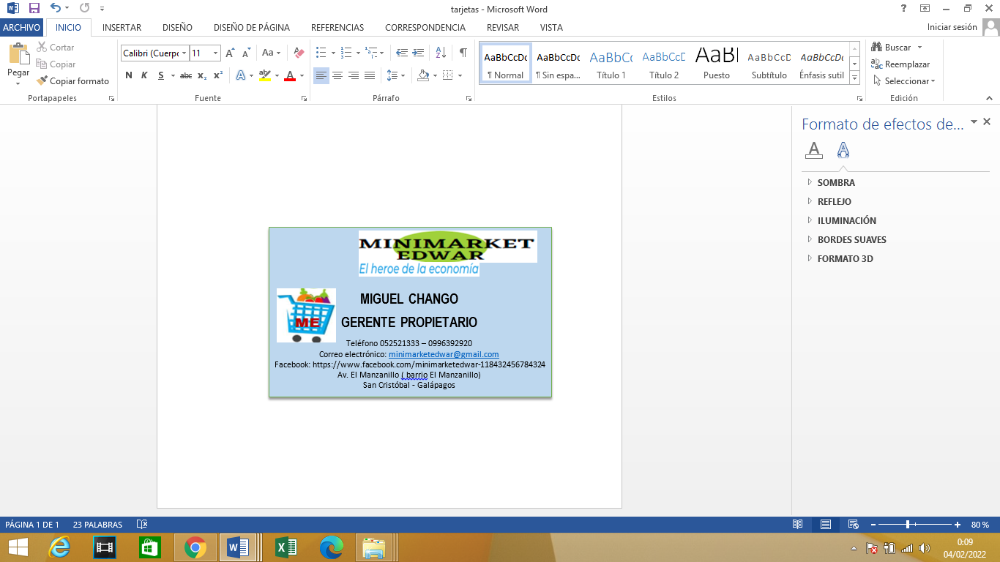 tarjetas - Microsoft Word
ARCHIVO INICIO INSERTAR DISEÑO DISEÑO DE PÁGINA REFERENCIAS CORRESPONDENCIA REVISAR VISTA Iniciar sesión
Pegar
Cortar
Copiar
Copiar formato
Portapapeles
Calibri (Cuerpo 11
N K S abc x₂ x²
Fuente
Párrafo
AaBbCcDc AaBbCcDc AaBbCc AaBbCcD AaBl AaBbCcD AaBbCcDc
¶ Normal ¶ Sin espa... Título 1 Título 2 Puesto Subtítulo Énfasis sutil
Estilos
Buscar
Reemplazar
Seleccionar
Edición
Formato de efectos de...
SOMBRA
REFLEJO
ILUMINACIÓN
BORDES SUAVES
FORMATO 3D
MINIMARKET
EDWAR
El heroe de la economía
ME
MIGUEL CHANGO
GERENTE PROPIETARIO
Teléfono 052521333 – 0996392920
Correo electrónico: minimarketedwar@gmail.com
Facebook: https://www.facebook.com/minimarketedwar-118432456784324
Av. El Manzanillo ( barrio El Manzanillo)
San Cristóbal - Galápagos
PÁGINA 1 DE 1 23 PALABRAS 80 %
0:09
04/02/2022